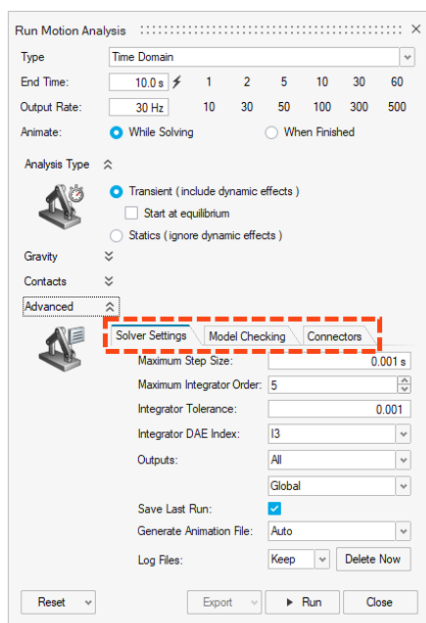 Run Motion Analysis
Type Time Domain
End Time: 10.0 s 1 2 5 10 30 60
Output Rate: 30 Hz 10 30 50 100 300 500
Animate: While Solving When Finished
Analysis Type
Transient ( include dynamic effects )
Start at equilibrium
Statics ( ignore dynamic effects )
Gravity
Contacts
Advanced
Solver Settings Model Checking Connectors
Maximum Step Size: 0.001 s
Maximum Integrator Order: 5
Integrator Tolerance: 0.001
Integrator DAE Index: I3
Outputs: All
Global
Save Last Run:
Generate Animation File: Auto
Log Files: Keep Delete Now
Reset Export Run Close